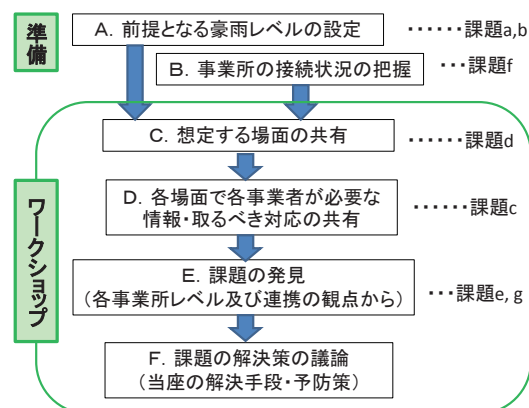 準備
A. 前提となる豪雨レベルの設定
‥‥‥課題a,b
B. 事業所の接続状況の把握
‥・課題f
ワークショップ
C. 想定する場面の共有
‥‥‥課題d
D. 各場面で各事業者が必要な
情報・取るべき対応の共有
‥‥‥課題c
E. 課題の発見
(各事業所レベル及び連携の観点から)
‥・課題e, g
F. 課題の解決策の議論
(当座の解決手段・予防策)